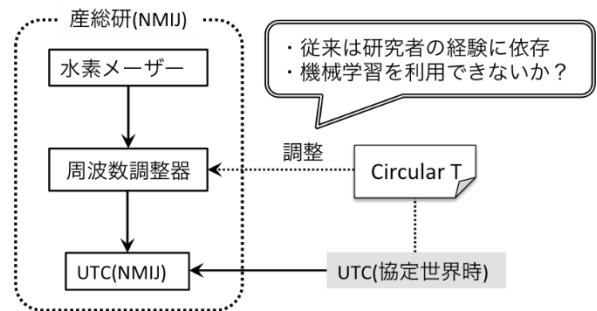 産総研(NMIJ)
・従来は研究者の経験に依存
・機械学習を利用できないか？
水素メーザー
調整
周波数調整器
Circular T
UTC(NMIJ)
UTC(協定世界時)